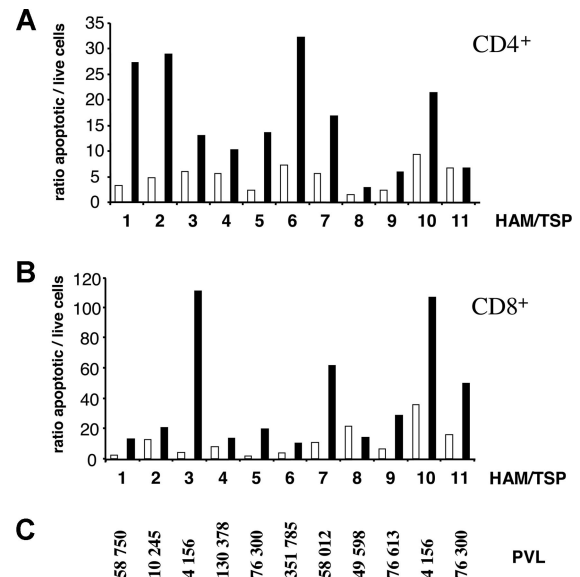 A
CD4+
ratio apoptotic / live cells
35
30
25
20
15
10
5
0
1 2 3 4 5 6 7 8 9 10 11 HAM/TSP
B
CD8+
ratio apoptotic / live cells
120
100
80
60
40
20
0
1 2 3 4 5 6 7 8 9 10 11 HAM/TSP
C
58 750
10 245
4 156
130 378
76 300
351 785
58 012
49 598
76 613
4 156
76 300
PVL